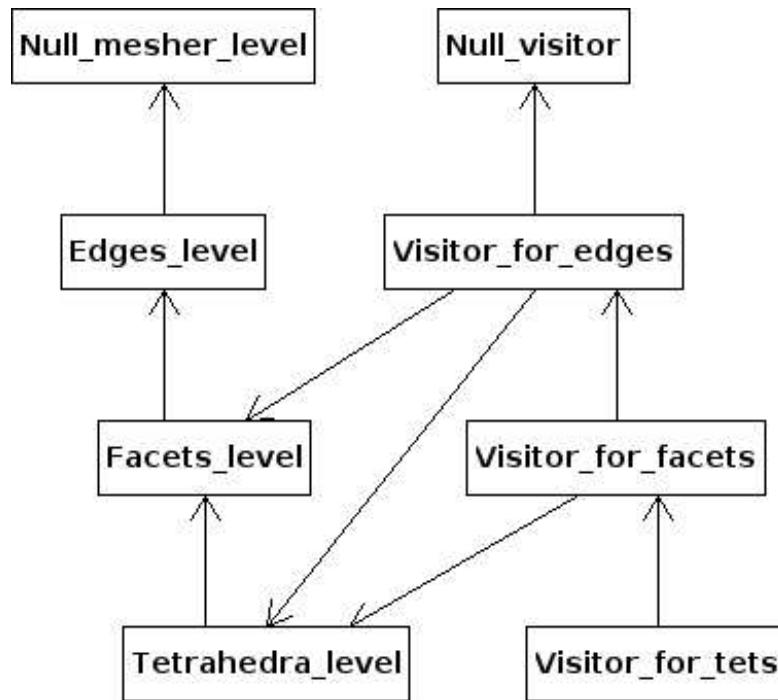 Null_mesher_level
Null_visitor
Edges_level
Visitor_for_edges
Facets_level
Visitor_for_facets
Tetrahedra_level
Visitor_for_tets